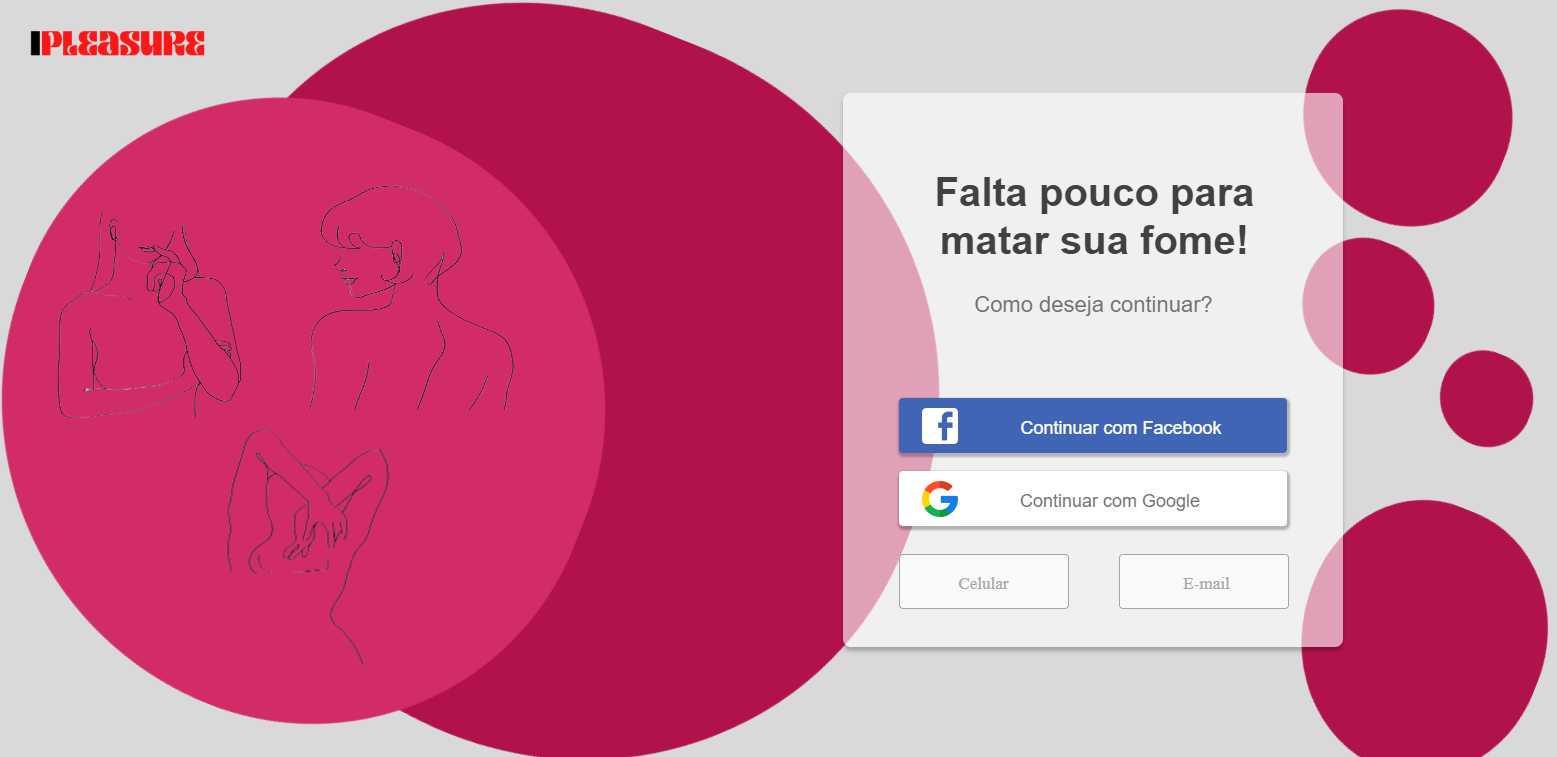 IPLEASURE
Falta pouco para
matar sua fome!
Como deseja continuar?
Continuar com Facebook
Continuar com Google
Celular
E-mail